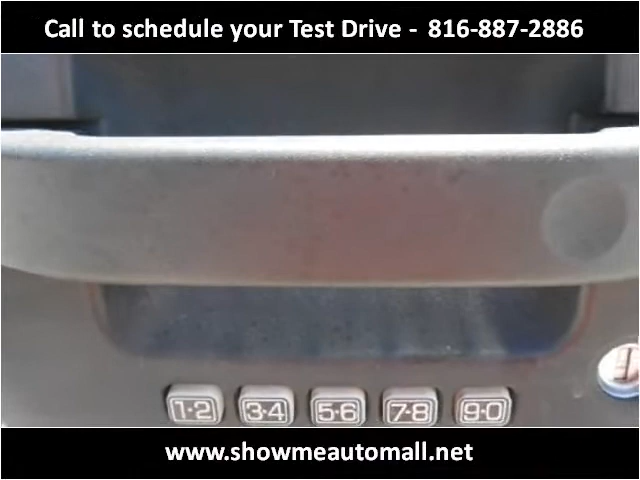 Call to schedule your Test Drive - 816-887-2886
1·2 3·4 5·6 7·8 9·0
www.showmeautomall.net